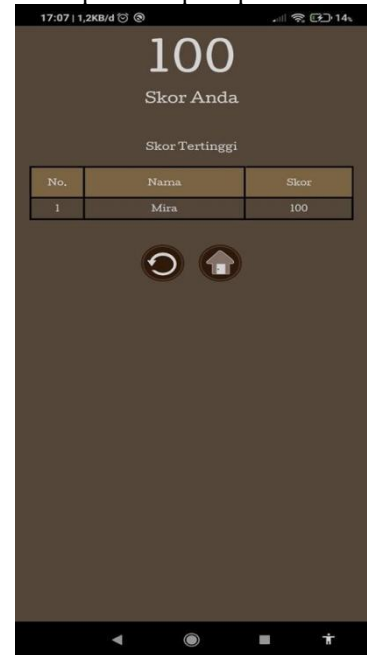 17:07 | 1,2KB/d
14%
100
Skor Anda
Skor Tertinggi
No. Nama Skor
1 Mira 100